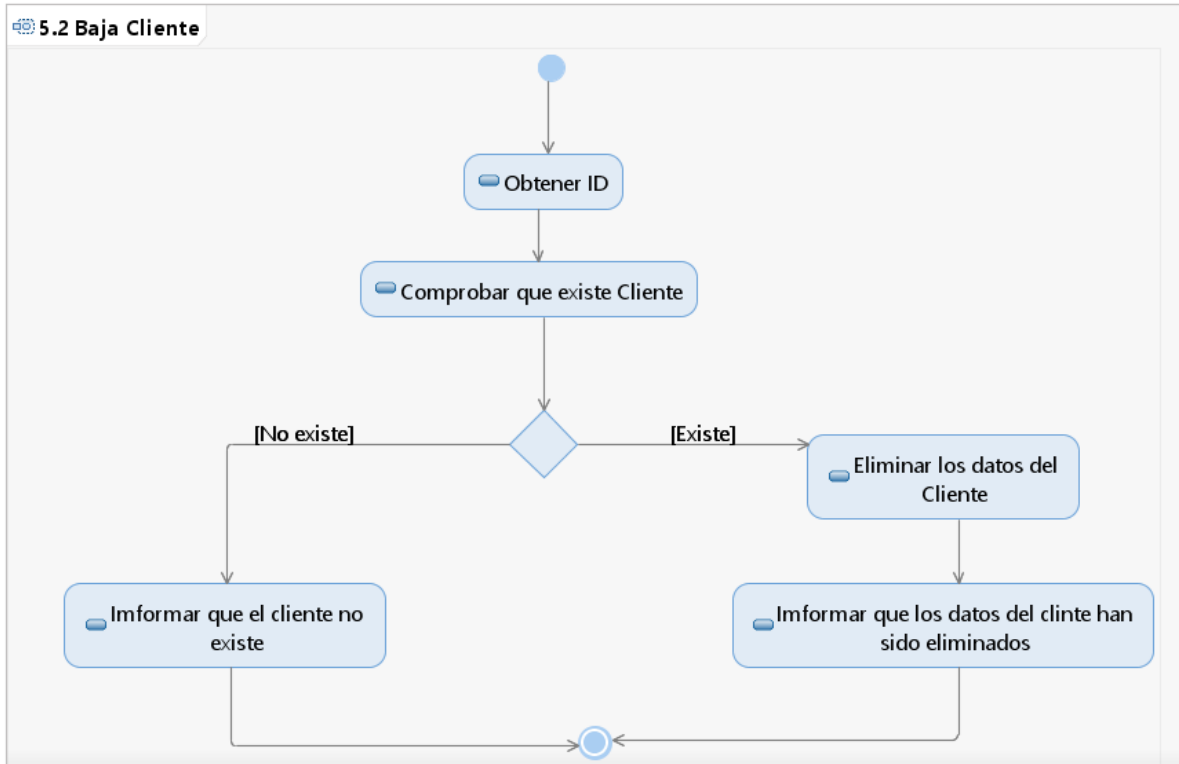 5.2 Baja Cliente
Obtener ID
Comprobar que existe Cliente
[No existe]
[Existe]
Eliminar los datos del
Cliente
Imformar que el cliente no
existe
Imformar que los datos del clinte han
sido eliminados